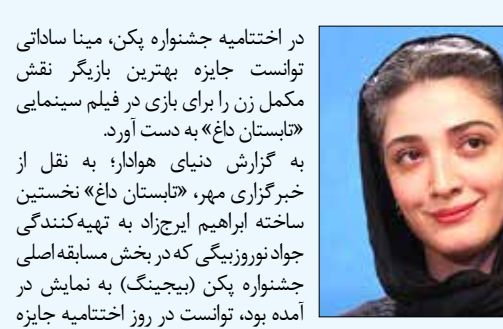 در اختتامیه جشنواره پکن، مینا ساداتی
توانست جایزه بهترین بازیگر نقش
مکمل زن را برای بازی در فیلم سینمایی
«تابستان داغ» به دست آورد.
به گزارش دنیای هوادار؛ به نقل از
خبرگزاری مهر، «تابستان داغ» نخستین
ساخته ابراهیم ایرج‌زاد به تهیه‌کنندگی
جواد نوروزبیگی که در بخش مسابقه اصلی
جشنواره پکن (بیجینگ) به نمایش در
آمده بود، توانست در روز اختتامیه جایزه